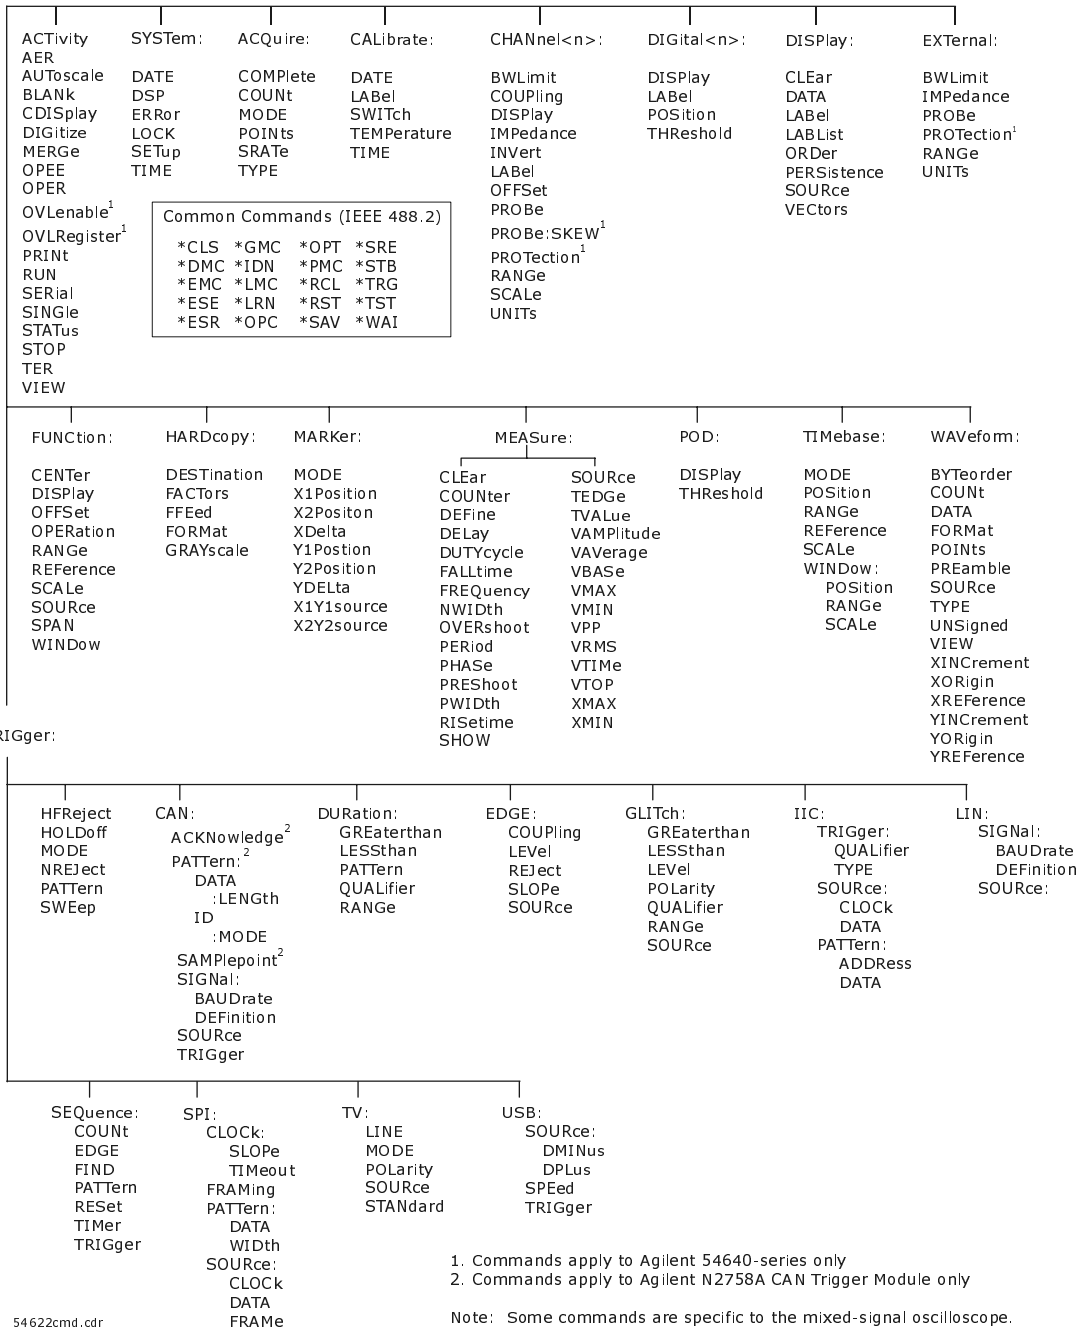 ACTivity
AER
AUToscale
BLANk
CDISplay
DIGitize
MERGe
OPEE
OPER
OVLenable1
OVLRegister1
PRINt
RUN
SERial
SINGle
STATus
STOP
TER
VIEW
SYSTem:
DATE
DSP
ERRor
LOCK
SETup
TIME
ACQuire:
COMPlete
COUNt
MODE
POINts
SRATe
TYPE
CALibrate:
DATE
LABel
SWITch
TEMPerature
TIME
Common Commands (IEEE 488.2)
*CLS *GMC *OPT *SRE
*DMC *IDN *PMC *STB
*EMC *LMC *RCL *TRG
*ESE *LRN *RST *TST
*ESR *OPC *SAV *WAI
CHANnel<n>:
BWLimit
COUPling
DISPlay
IMPedance
INVert
LABel
OFFSet
PROBe
PROBe:SKEW1
PROTection1
RANGe
SCALe
UNITs
DIGital<n>:
DISPlay
LABel
POSition
THReshold
DISPlay:
CLEar
DATA
LABel
LABList
ORDer
PERSistence
SOURce
VECtors
EXTernal:
BWLimit
IMPedance
PROBe
PROTection1
RANGe
UNITs
FUNCtion:
CENTer
DISPlay
OFFSet
OPERation
RANGe
REFerence
SCALe
SOURce
SPAN
WINDow
HARDcopy:
DESTination
FACTors
FFEed
FORMat
GRAYscale
MARKer:
MODE
X1Position
X2Positon
XDelta
Y1Postion
Y2Position
YDELta
X1Y1source
X2Y2source
MEASure:
CLEar
COUNter
DEFine
DELay
DUTYcycle
FALLtime
FREQuency
NWIDth
OVERshoot
PERiod
PHASe
PREShoot
PWIDth
RISetime
SHOW
SOURce
TEDGe
TVALue
VAMPlitude
VAVerage
VBASe
VMAX
VMIN
VPP
VRMS
VTIMe
VTOP
XMAX
XMIN
POD:
DISPlay
THReshold
TIMebase:
MODE
POSition
RANGe
REFerence
SCALe
WINDow:
POSition
RANGe
SCALe
WAVeform:
BYTeorder
COUNt
DATA
FORMat
POINts
PREamble
SOURce
TYPE
UNSigned
VIEW
XINCrement
XORigin
XREFerence
YINCrement
YORigin
YREFerence
RIGger:
HFReject
HOLDoff
MODE
NREJect
PATTern
SWEep
CAN:
ACKNowledge2
PATTern:2
DATA
:LENGth
ID
:MODE
SAMPlepoint2
SIGNal:
BAUDrate
DEFinition
SOURce
TRIGger
DURation:
GREaterthan
LESSthan
PATTern
QUALifier
RANGe
EDGE:
COUPling
LEVel
REJect
SLOPe
SOURce
GLITch:
GREaterthan
LESSthan
LEVel
POLarity
QUALifier
RANGe
SOURce
IIC:
TRIGger:
QUALifier
TYPE
SOURce:
CLOCk
DATA
PATTern:
ADDRess
DATA
LIN:
SIGNal:
BAUDrate
DEFinition
SOURce:
SEQuence:
COUNt
EDGE
FIND
PATTern
RESet
TIMer
TRIGger
SPI:
CLOCk:
SLOPe
TIMeout
FRAMing
PATTern:
DATA
WIDth
SOURce:
CLOCk
DATA
FRAMe
TV:
LINE
MODE
POLarity
SOURce
STANdard
USB:
SOURce:
DMINus
DPLus
SPEed
TRIGger
1. Commands apply to Agilent 54640-series only
2. Commands apply to Agilent N2758A CAN Trigger Module only
Note: Some commands are specific to the mixed-signal oscilloscope.
54622cmd.cdr